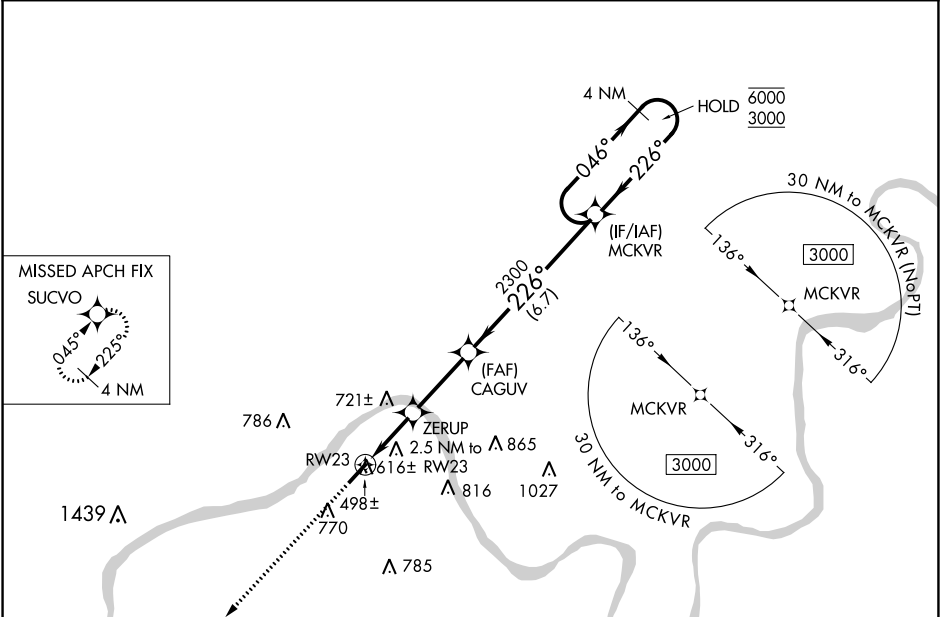 4 NM
HOLD
6000
3000
046°
226°
30 NM to MCKVR (NoPT)
(IF/IAF)
MCKVR
136°
3000
MCKVR
316°
MISSED APCH FIX
SUCVO
045°
225°
4 NM
2300
226°
(6.7)
136°
(FAF)
CAGUV
MCKVR
316°
3000
30 NM to MCKVR
721±
786
ZERUP
2.5 NM to
RW23
865
RW23
616±
816
1027
498±
770
1439
785